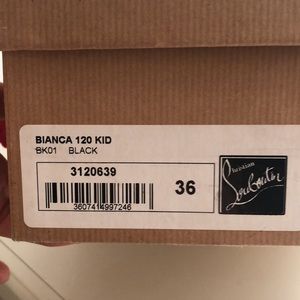 BIANCA 120 KID
BK01 BLACK
3120639
36
3607414997246
Christian
Louboutin